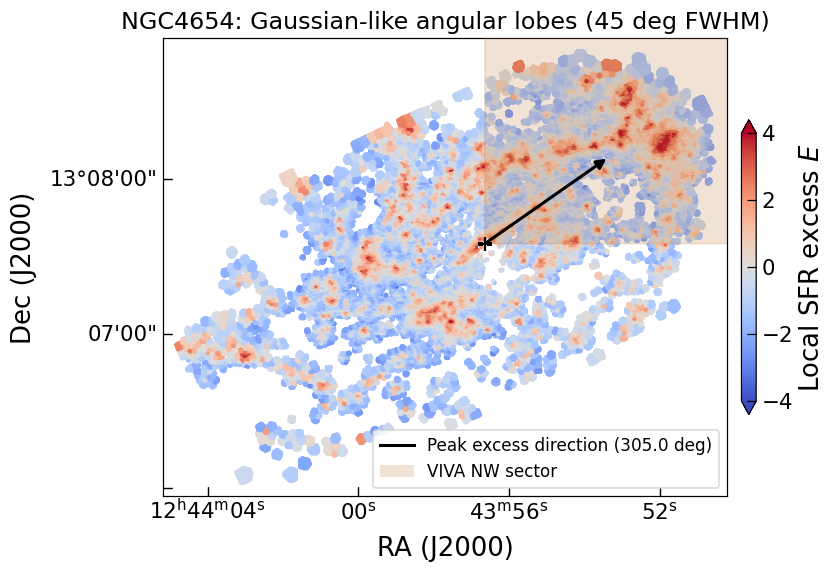 NGC4654: Gaussian-like angular lobes (45 deg FWHM)
Dec (J2000)
13°08'00"
07'00"
12ʰ44ᵐ04ˢ
00ˢ
43ᵐ56ˢ
52ˢ
RA (J2000)
Peak excess direction (305.0 deg)
VIVA NW sector
4
2
0
−2
−4
Local SFR excess E